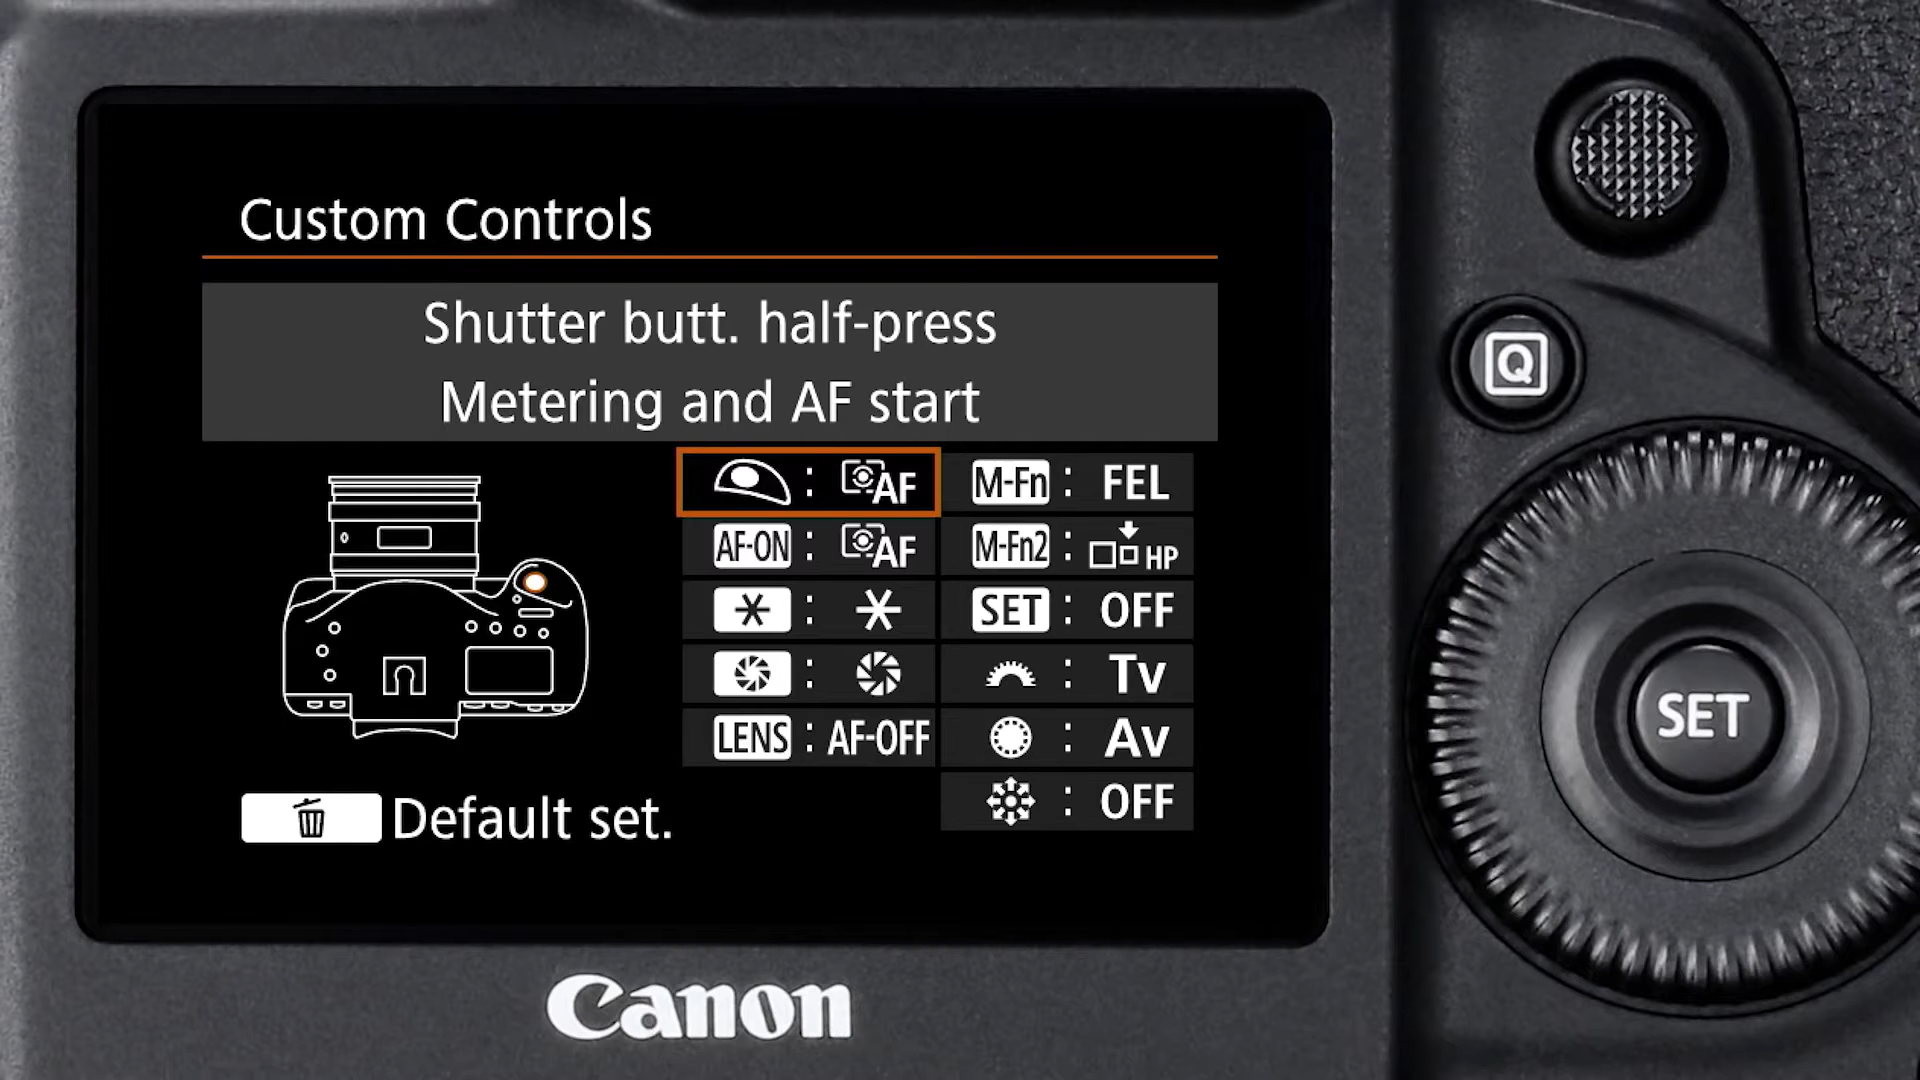 Custom Controls
Shutter butt. half-press
Metering and AF start
: AF
AF-ON : AF
* : *
:
LENS : AF-OFF
M-Fn : FEL
M-Fn2 : HP
SET : OFF
: Tv
: Av
: OFF
Default set.
Canon
Q
SET